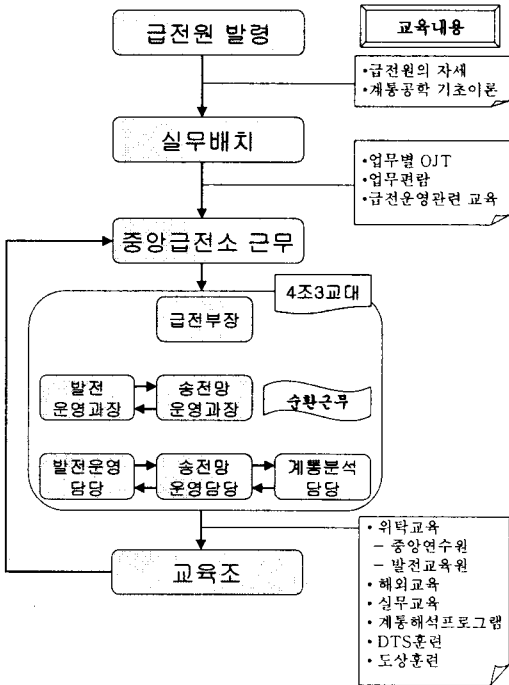 급전원 발령
교육내용
•급전원의 자세
•계통공학 기초이론
실무배치
•업무별 OJT
•업무편람
•급전운영관련 교육
중앙급전소 근무
4조3교대
급전부장
발전
운영과장
송전망
운영과장
순환근무
발전운영
담당
송전망
운영담당
계통분석
담당
• 위탁교육
– 중앙연수원
– 발전교육원
• 해외교육
• 실무교육
• 계통해석프로그램
• DTS훈련
• 도상훈련
교육조